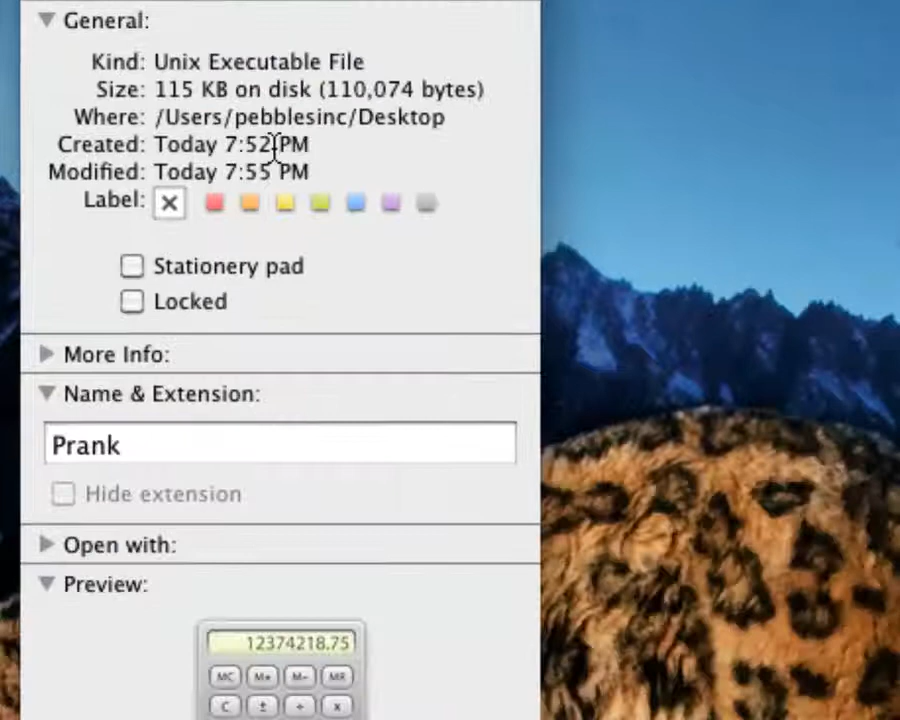 General:
Kind: Unix Executable File
Size: 115 KB on disk (110,074 bytes)
Where: /Users/pebblesinc/Desktop
Created: Today 7:52 PM
Modified: Today 7:55 PM
Label:
Stationery pad
Locked
More Info:
Name & Extension:
Prank
Hide extension
Open with:
Preview:
12374218.75
MC M+ M- MR
C ± ÷ x